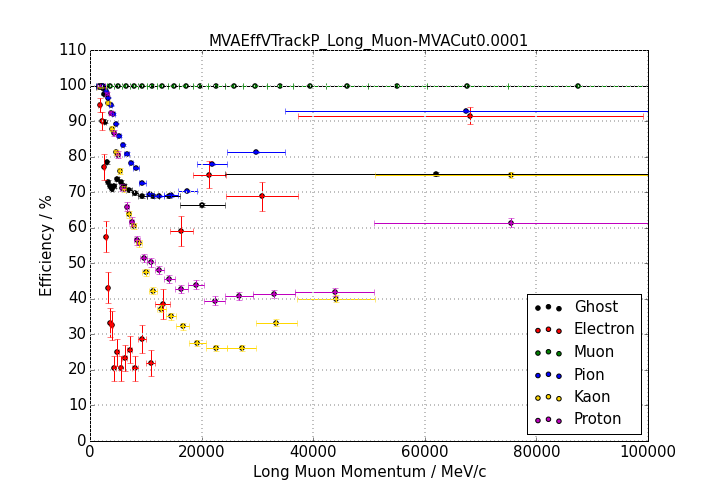 MVAEffVTrackP_Long_Muon-MVACut0.0001
110
100
90
80
70
60
50
40
30
20
10
0
Efficiency / %
Ghost
Electron
Muon
Pion
Kaon
Proton
0 20000 40000 60000 80000 100000
Long Muon Momentum / MeV/c